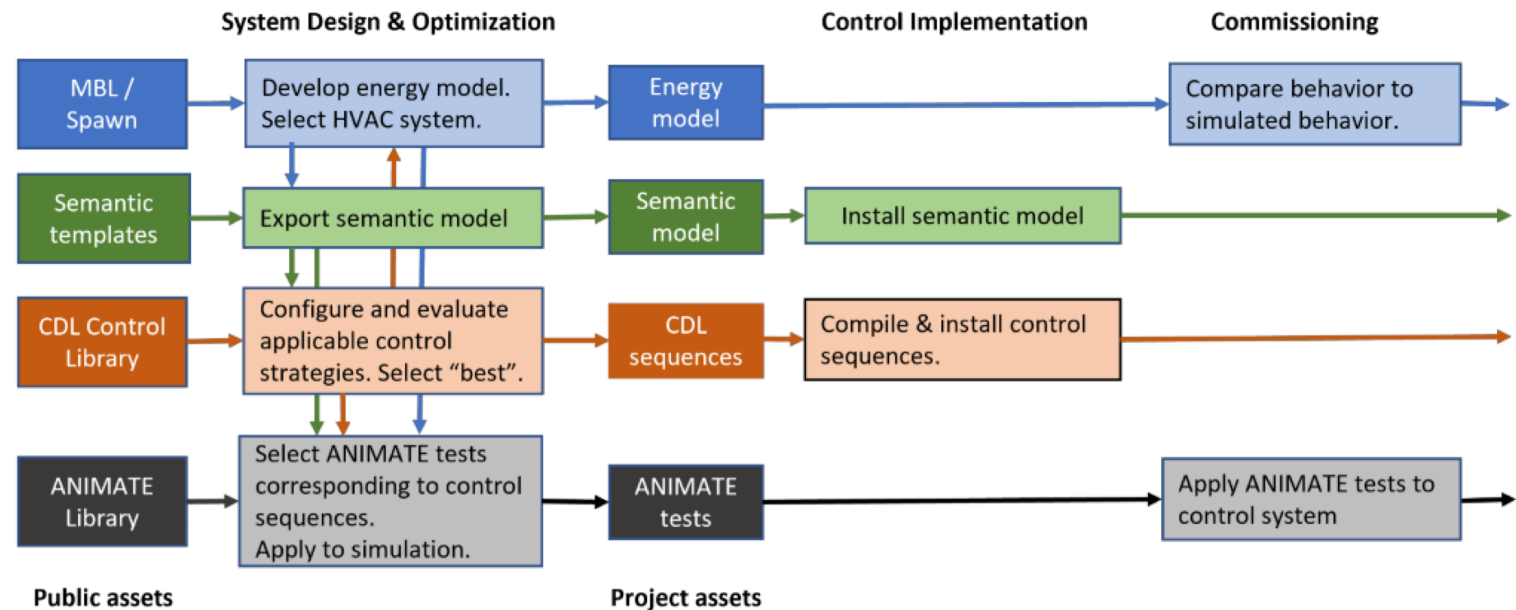 System Design & Optimization
Control Implementation
Commissioning
MBL /
Spawn
Develop energy model.
Select HVAC system.
Energy
model
Compare behavior to
simulated behavior.
Semantic
templates
Export semantic model
Semantic
model
Install semantic model
CDL Control
Library
Configure and evaluate
applicable control
strategies. Select “best”.
CDL
sequences
Compile & install control
sequences.
ANIMATE
Library
Select ANIMATE tests
corresponding to control
sequences.
Apply to simulation.
ANIMATE
tests
Apply ANIMATE tests to
control system
Public assets
Project assets